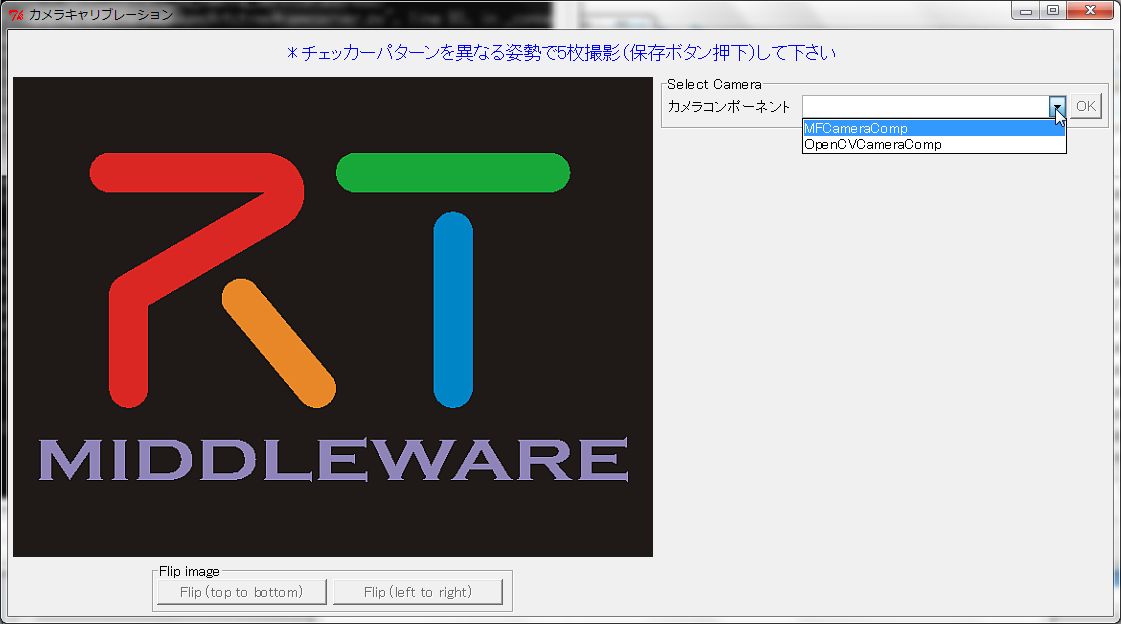 カメラキャリブレーション
＊チェッカーパターンを異なる姿勢で5枚撮影(保存ボタン押下)して下さい
Select Camera
カメラコンポーネント
OK
MFCameraComp
OpenCVCameraComp
RT
MIDDLEWARE
Flip image
Flip (top to bottom)
Flip (left to right)